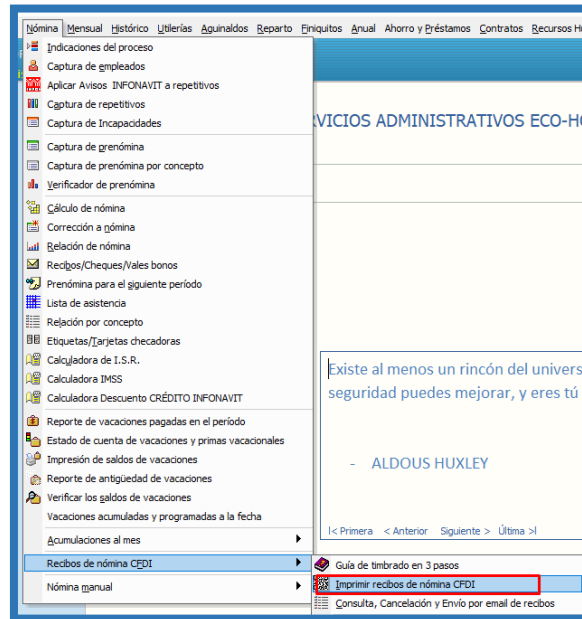 Nómina Mensual Histórico Utilerías Aguinaldos Reparto Finiquitos Anual Ahorro y Préstamos Contratos Recursos
Indicaciones del proceso
Captura de empleados
Aplicar Avisos INFONAVIT a repetitivos
Captura de repetitivos
Captura de Incapacidades
VICIOS ADMINISTRATIVOS ECO-HO
Captura de prenómina
Captura de prenómina por concepto
Verificador de prenómina
Cálculo de nómina
Corrección a nómina
Relación de nómina
Recibos/Cheques/Vales bonos
Prenómina para el siguiente período
Lista de asistencia
Relación por concepto
Etiquetas/Tarjetas checadoras
Calculadora de I.S.R.
Calculadora IMSS
Calculadora Descuento CRÉDITO INFONAVIT
Existe al menos un rincón del univers
seguridad puedes mejorar, y eres tú
Reporte de vacaciones pagadas en el período
Estado de cuenta de vacaciones y primas vacacionales
Impresión de saldos de vacaciones
- ALDOUS HUXLEY
Reporte de antigüedad de vacaciones
Verificar los saldos de vacaciones
Vacaciones acumuladas y programadas a la fecha
|< Primera < Anterior Siguiente > Última >|
Acumulaciones al mes
Recibos de nómina CFDI
Guía de timbrado en 3 pasos
Imprimir recibos de nómina CFDI
Nómina manual
Consulta, Cancelación y Envío por email de recibos